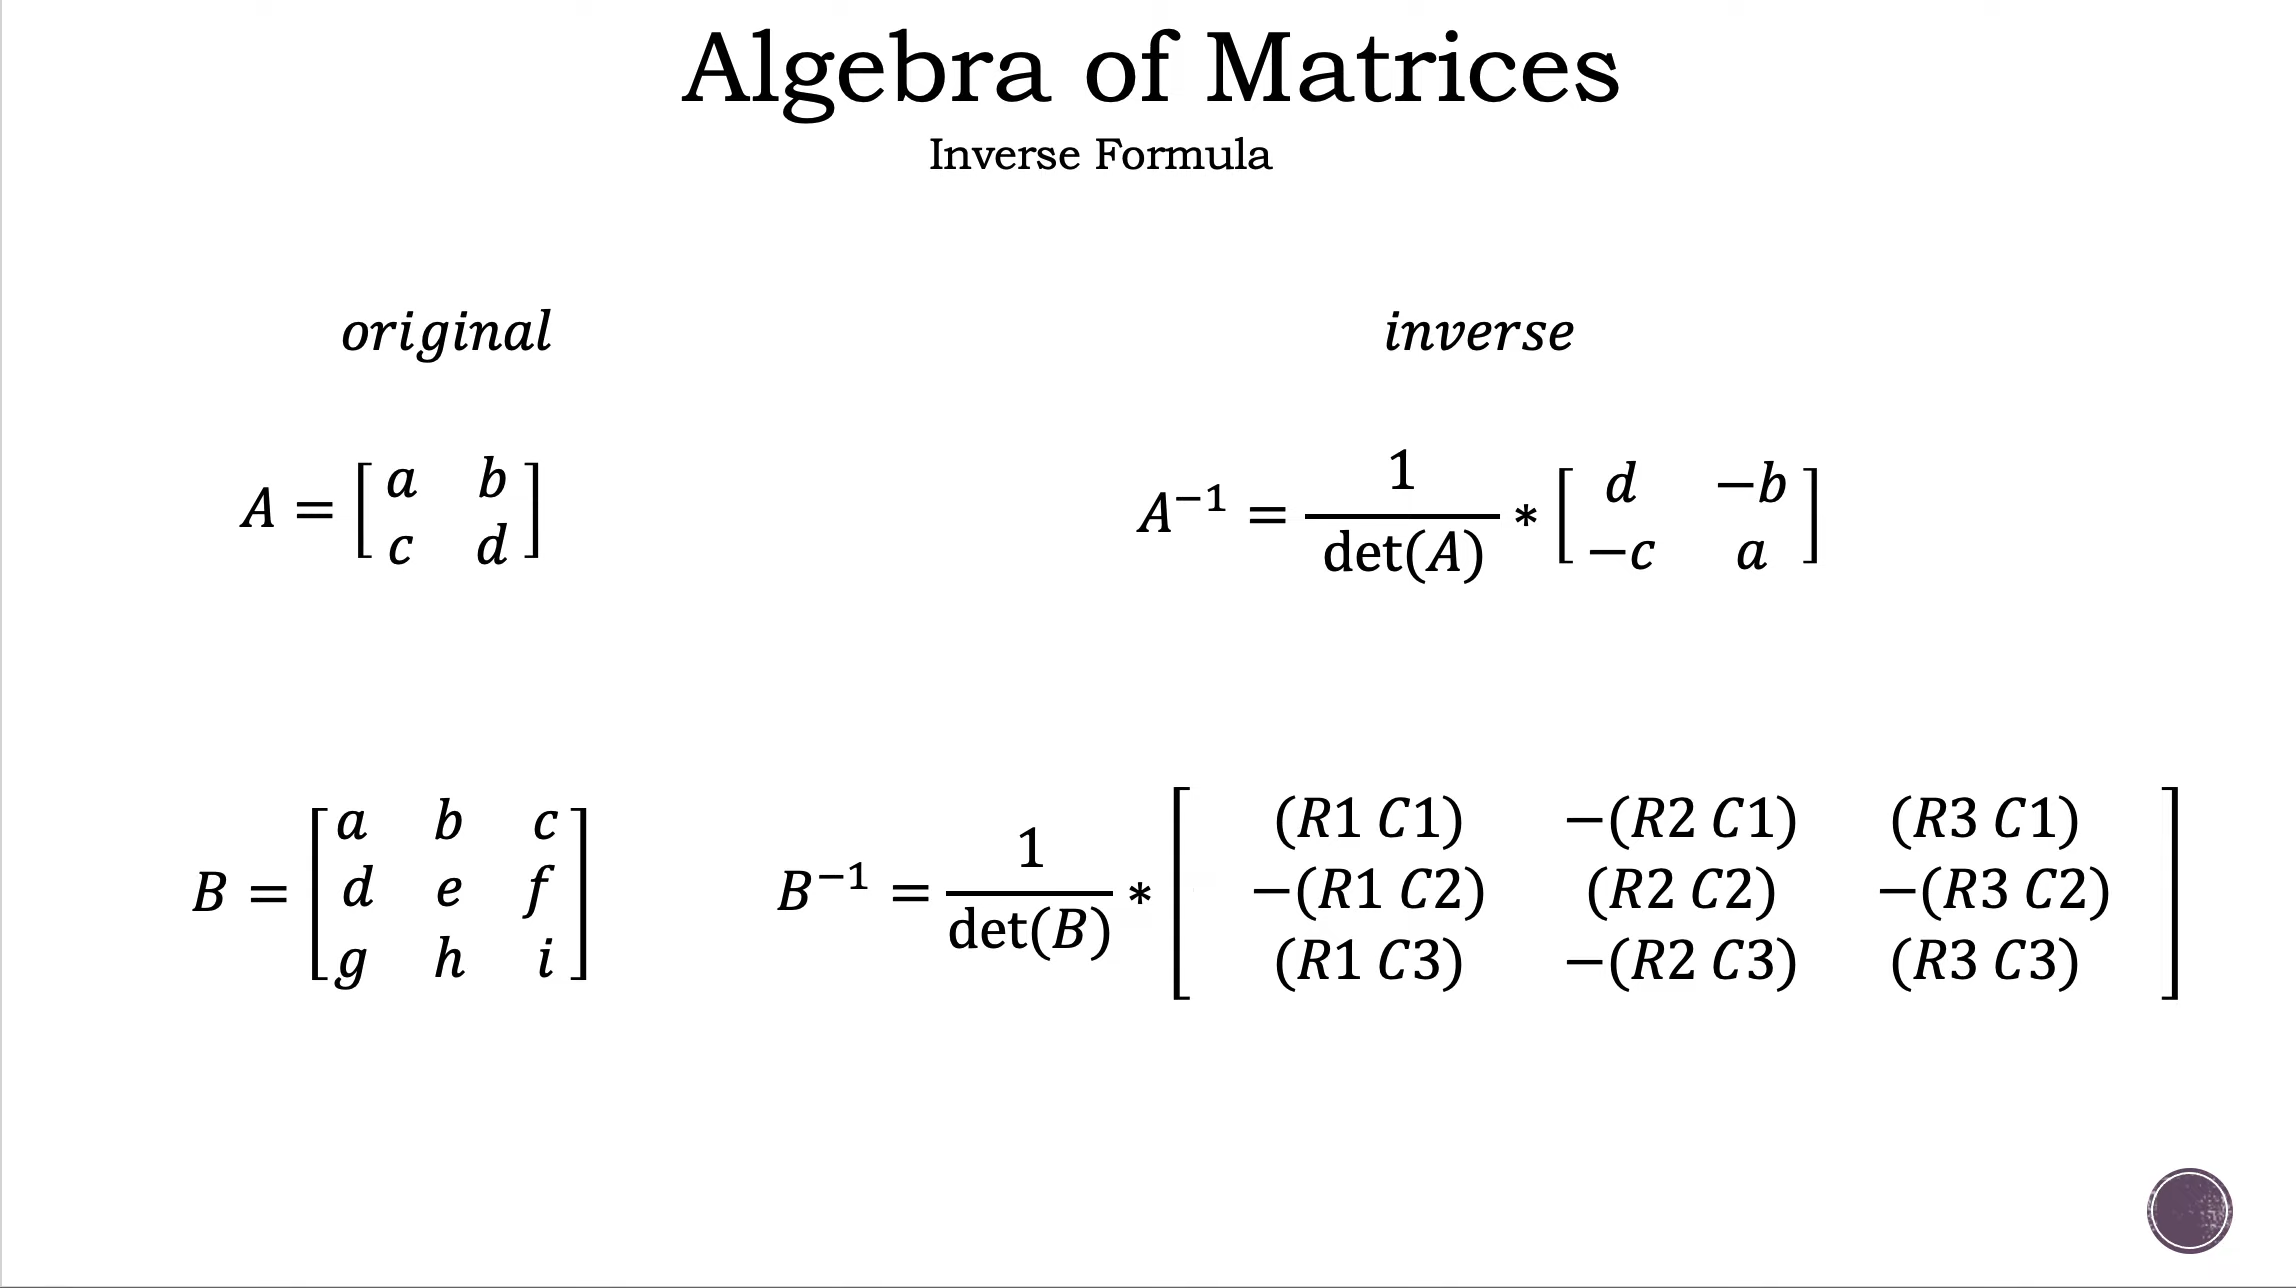 Algebra of Matrices
Inverse Formula
original inverse
A = [a b; c d] A⁻¹ = 1/det(A) * [d −b; −c a]
B = [a b c; d e f; g h i] B⁻¹ = 1/det(B) * [(R1 C1) −(R2 C1) (R3 C1); −(R1 C2) (R2 C2) −(R3 C2); (R1 C3) −(R2 C3) (R3 C3)]